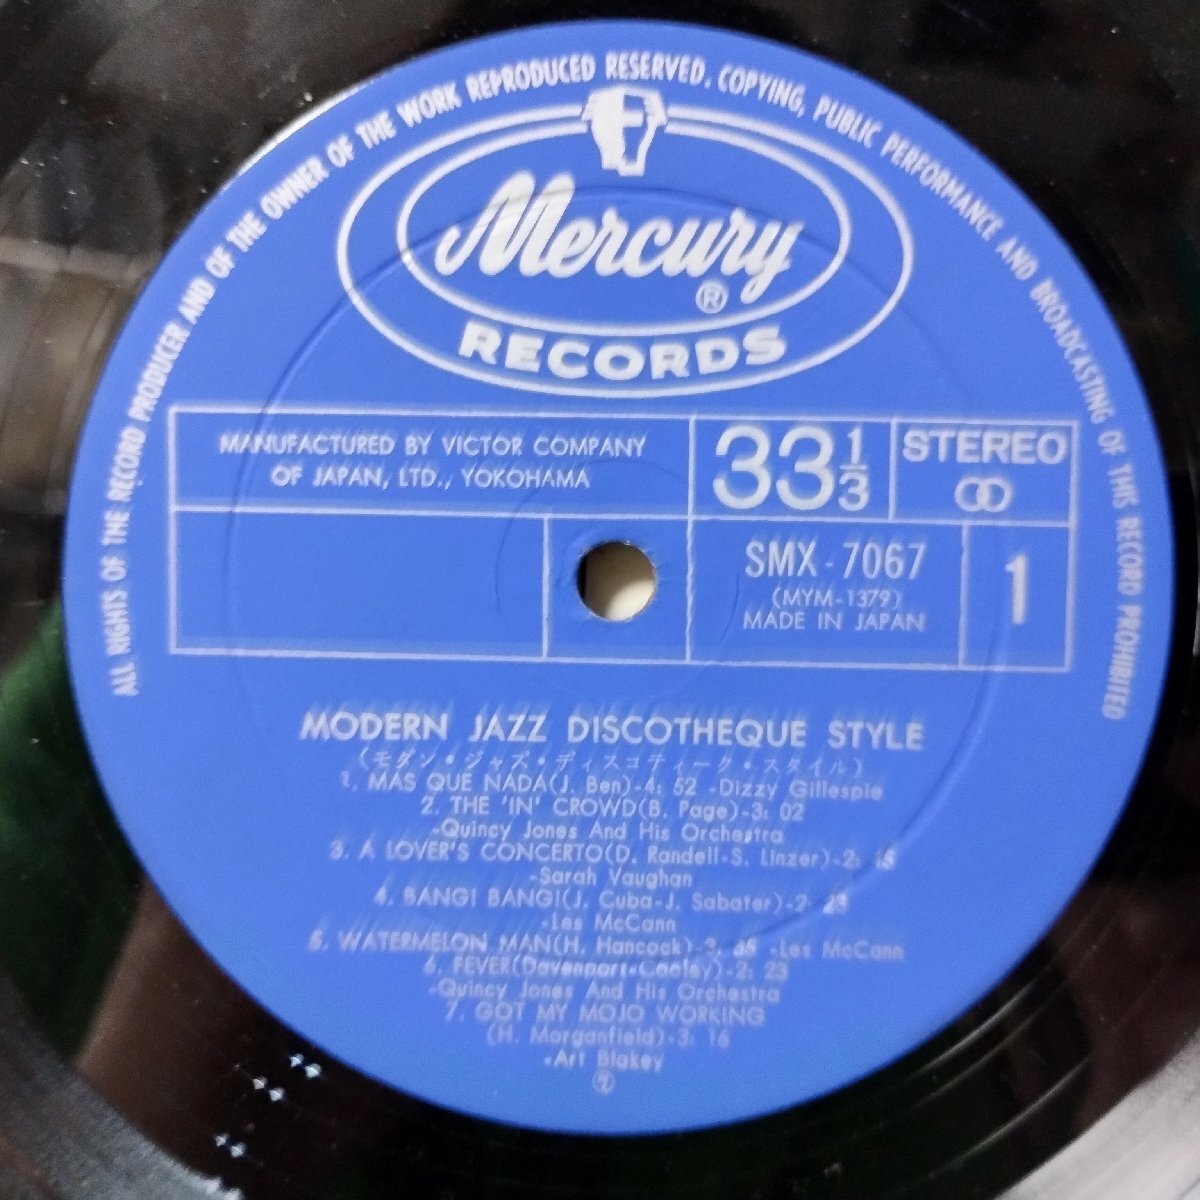 ALL RIGHTS OF THE RECORD PRODUCER AND OF THE OWNER OF THE WORK REPRODUCED RESERVED. COPYING, PUBLIC PERFORMANCE AND BROADCASTING OF THIS RECORD PROHIBITED
Mercury
®
RECORDS
MANUFACTURED BY VICTOR COMPANY
OF JAPAN, LTD., YOKOHAMA
33 1/3
STEREO
SMX-7067
(MYM-1379)
MADE IN JAPAN
1
MODERN JAZZ DISCOTHEQUE STYLE
(モダン・ジャズ・ディスコティーク・スタイル)
1. MAS QUE NADA(J. Ben)-4: 52 -Dizzy Gillespie
2. THE 'IN' CROWD(B. Page)-3: 02
-Quincy Jones And His Orchestra
3. A LOVER'S CONCERTO(D. Randell-S. Linzer)-2:
-Sarah Vaughan
4. BANG! BANG!(J. Cuba-J. Sabater)-2: 23
-Les McCann
5. WATERMELON MAN(H. Hancock)-3: -Les McCann
6. FEVER(Davenport-Cooley)-2: 23
-Quincy Jones And His Orchestra
7. GOT MY MOJO WORKING
(H. Morganfield)-3: 16
-Art Blakey